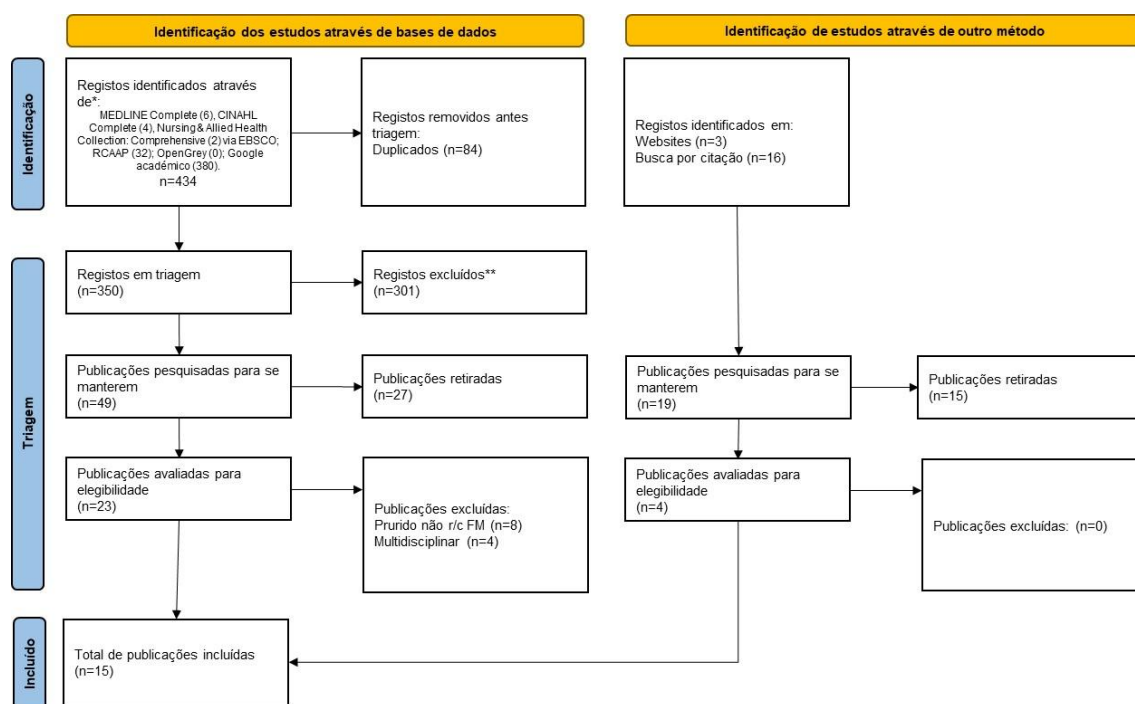 Identificação dos estudos através de bases de dados
Identificação de estudos através de outro método
Identificação
Registos identificados através
de*:
MEDLINE Complete (6), CINAHL
Complete (4), Nursing & Allied Health
Collection: Comprehensive (2) via EBSCO;
RCAAP (32); OpenGrey (0); Google
académico (380).
n=434
Registos removidos antes
triagem:
Duplicados (n=84)
Registos identificados em:
Websites (n=3)
Busca por citação (n=16)
Triagem
Registos em triagem
(n=350)
Registos excluídos**
(n=301)
Publicações pesquisadas para se
manterem
(n=49)
Publicações retiradas
(n=27)
Publicações pesquisadas para se
manterem
(n=19)
Publicações retiradas
(n=15)
Publicações avaliadas para
elegibilidade
(n=23)
Publicações excluídas:
Prurido não r/c FM (n=8)
Multidisciplinar (n=4)
Publicações avaliadas para
elegibilidade
(n=4)
Publicações excluídas: (n=0)
Incluído
Total de publicações incluídas
(n=15)